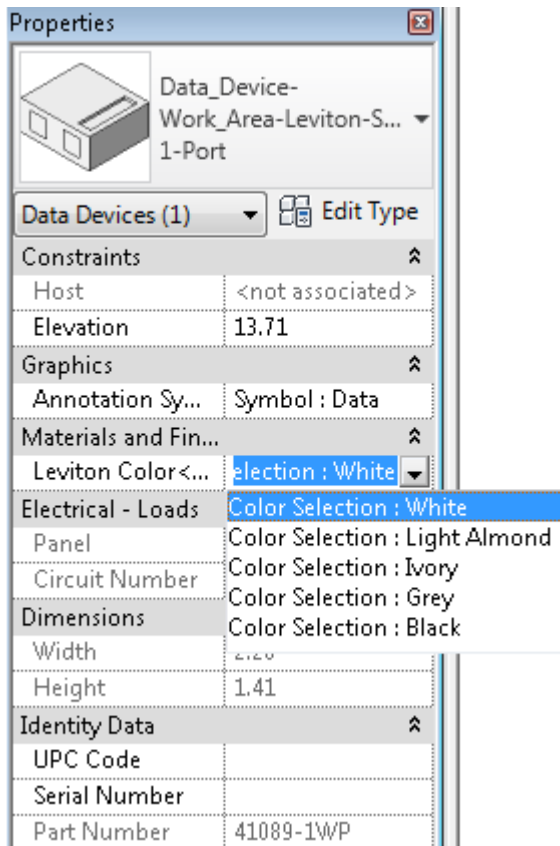 Properties
Data_Device-
Work_Area-Leviton-S...
1-Port
Data Devices (1) Edit Type
Constraints
Host <not associated>
Elevation 13.71
Graphics
Annotation Sy... Symbol : Data
Materials and Fin...
Leviton Color<... election : White
Electrical - Loads Color Selection : White
Panel Color Selection : Light Almond
Circuit Number Color Selection : Ivory
Color Selection : Grey
Dimensions Color Selection : Black
Width
Height 1.41
Identity Data
UPC Code
Serial Number
Part Number 41089-1WP